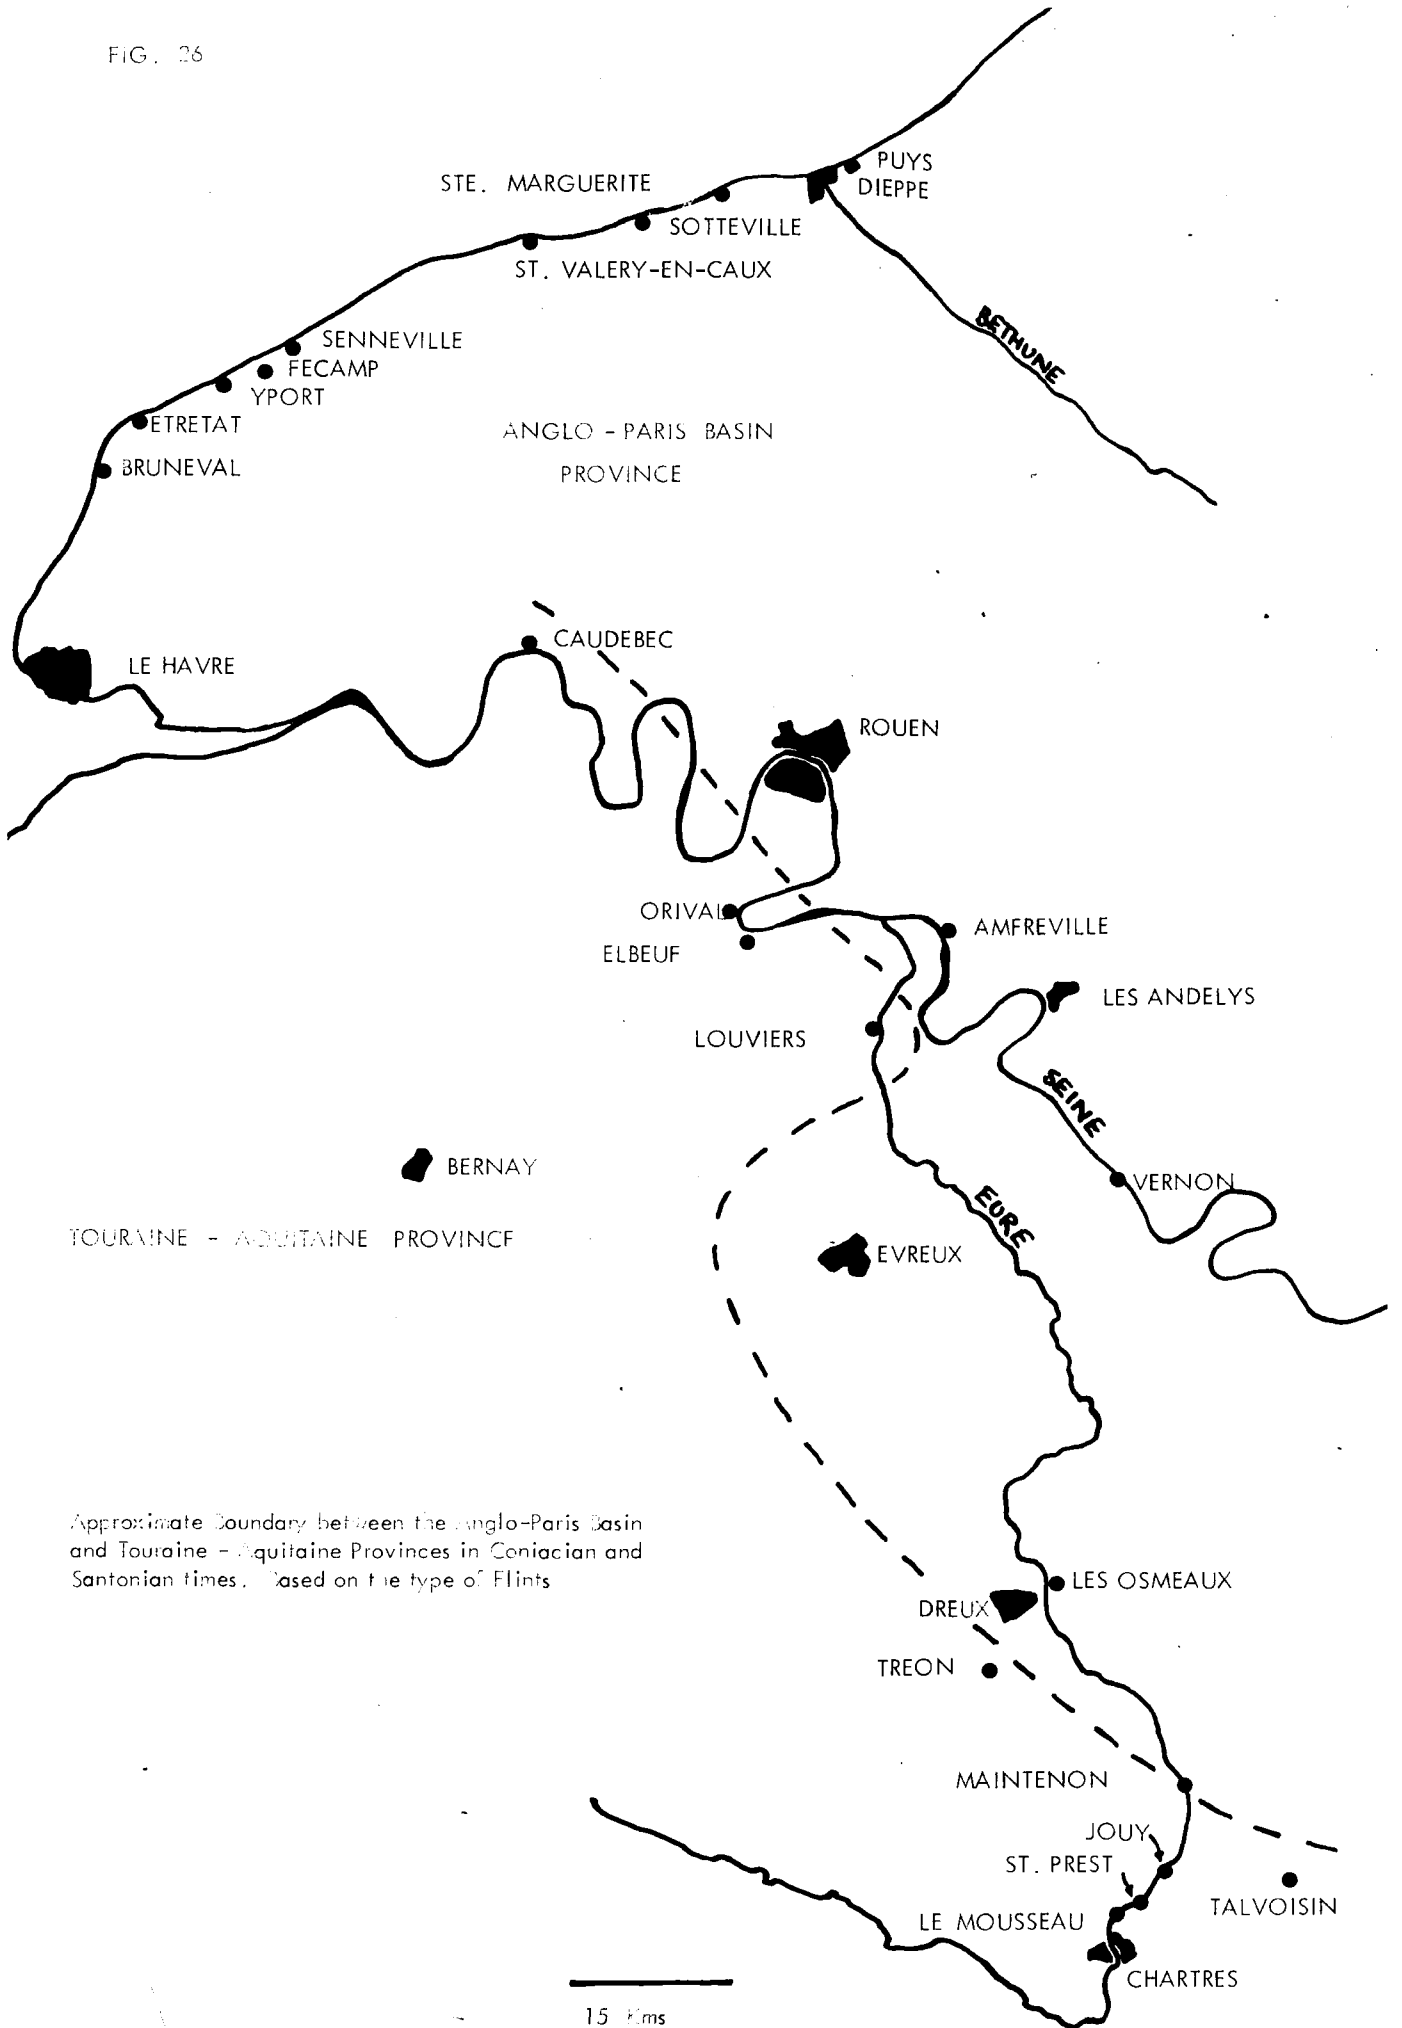 FIG. 26
PUYS
STE. MARGUERITE
DIEPPE
SOTTEVILLE
ST. VALERY-EN-CAUX
BETHUNE
SENNEVILLE
FECAMP
YPORT
ETRETAT
ANGLO - PARIS BASIN
BRUNEVAL
PROVINCE
CAUDEBEC
LE HAVRE
ROUEN
ORIVAL
AMFREVILLE
ELBEUF
LES ANDELYS
LOUVIERS
SEINE
BERNAY
VERNON
EURE
TOURAINE - AQUITAINE PROVINCE
EVREUX
Approximate Boundary between the Anglo-Paris Basin
and Touraine - Aquitaine Provinces in Coniacian and
Santonian times. Based on the type of Flints
LES OSMEAUX
DREUX
TREON
MAINTENON
JOUY
ST. PREST
TALVOISIN
LE MOUSSEAU
CHARTRES
15 Kms